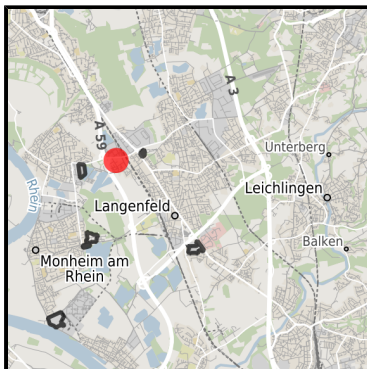 A 3
A 59
Unterberg
Leichlingen
Rhein
Langenfeld
Balken
Monheim am
Rhein